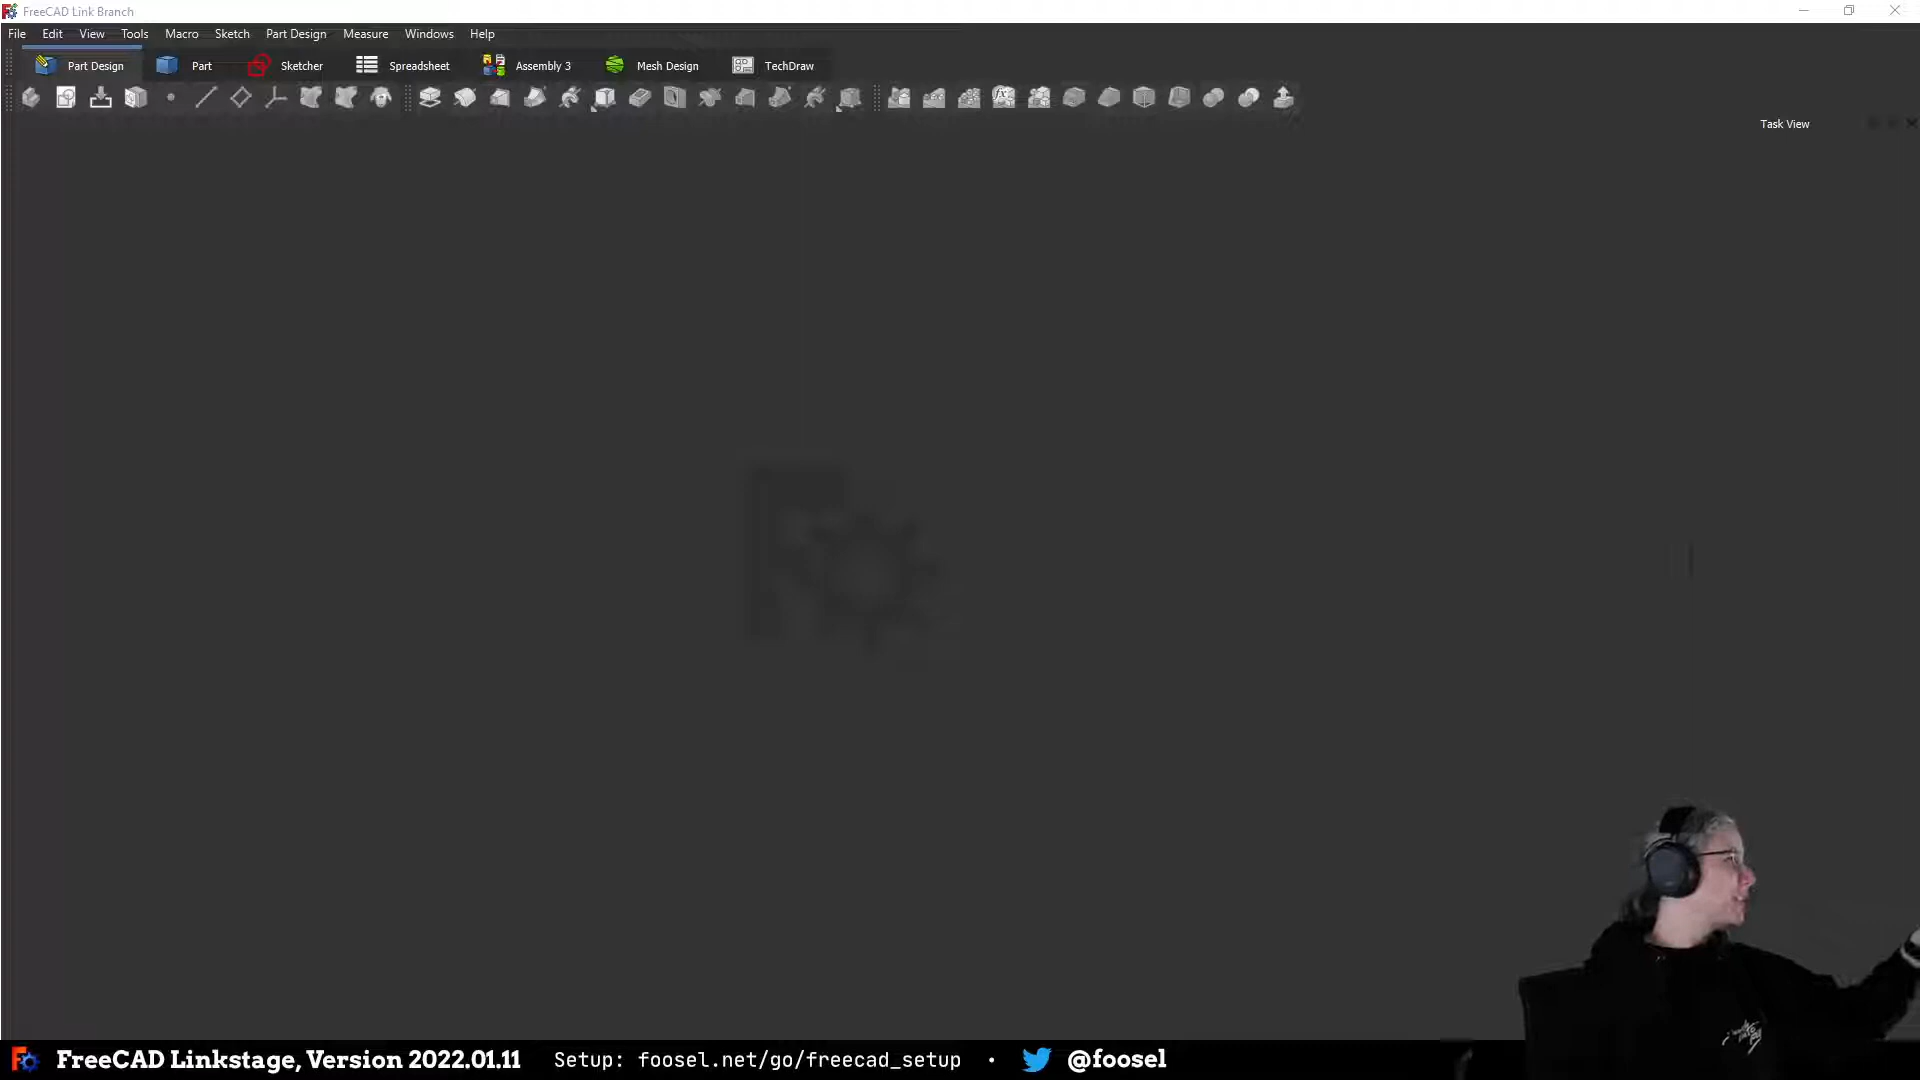 FreeCAD Link Branch
File Edit View Tools Macro Sketch Part Design Measure Windows Help
Part Design Part Sketcher Spreadsheet Assembly 3 Mesh Design TechDraw
Task View
FreeCAD Linkstage, Version 2022.01.11 Setup: foosel.net/go/freecad_setup • @foosel